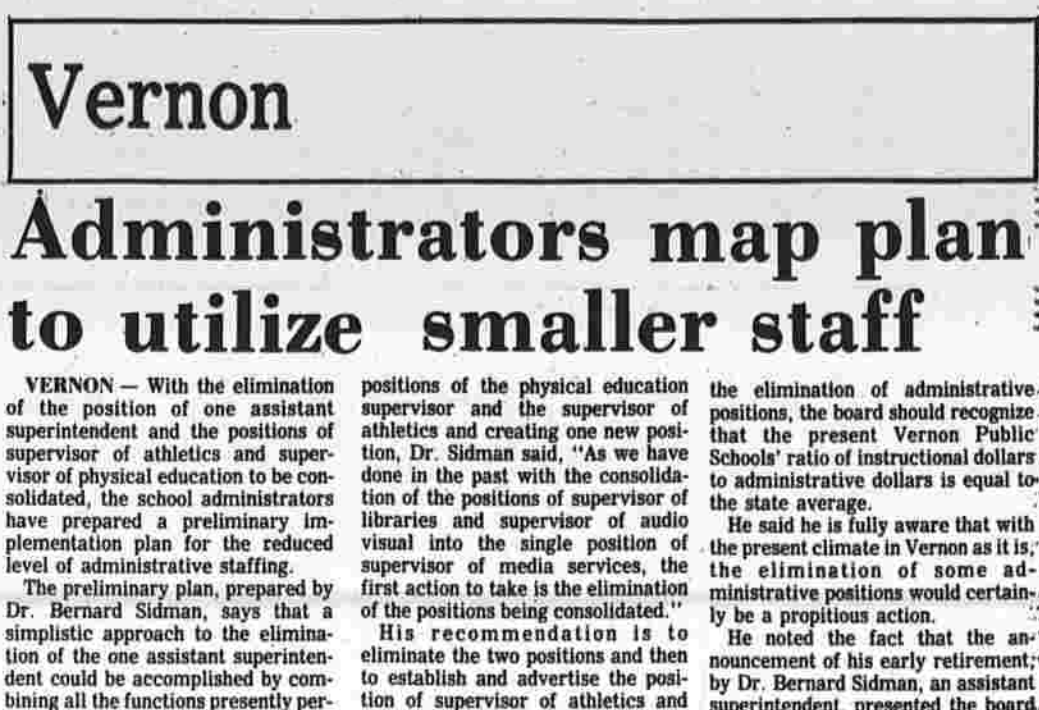 Vernon
Administrators map plan
to utilize smaller staff
VERNON — With the elimination
of the position of one assistant
superintendent and the positions of
supervisor of athletics and super-
visor of physical education to be con-
solidated, the school administrators
have prepared a preliminary im-
plementation plan for the reduced
level of administrative staffing.
The preliminary plan, prepared by
Dr. Bernard Sidman, says that a
simplistic approach to the elimina-
tion of the one assistant superinten-
dent could be accomplished by com-
bining all the functions presently per-
positions of the physical education
supervisor and the supervisor of
athletics and creating one new posi-
tion, Dr. Sidman said, "As we have
done in the past with the consolida-
tion of the positions of supervisor of
libraries and supervisor of audio
visual into the single position of
supervisor of media services, the
first action to take is the elimination
of the positions being consolidated."
His recommendation is to
eliminate the two positions and then
to establish and advertise the posi-
tion of supervisor of athletics and
the elimination of administrative
positions, the board should recognize
that the present Vernon Public
Schools' ratio of instructional dollars
to administrative dollars is equal to
the state average.
He said he is fully aware that with
the present climate in Vernon as it is,
the elimination of some ad-
ministrative positions would certain-
ly be a propitious action.
He noted the fact that the an-
nouncement of his early retirement,
by Dr. Bernard Sidman, an assistant
superintendent, presented the board